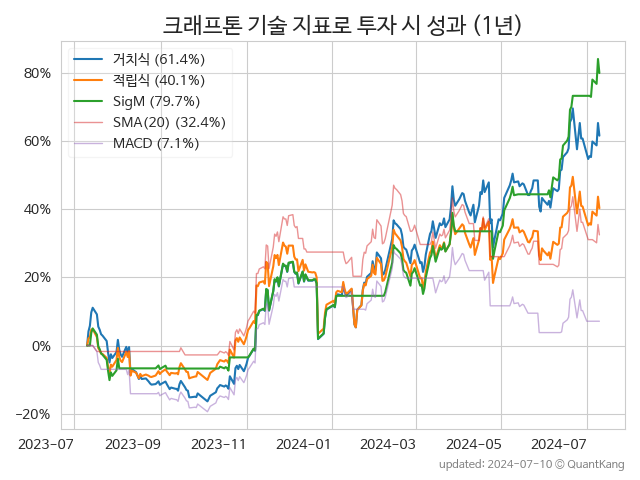 크래프톤 기술 지표로 투자 시 성과 (1년)
거치식 (61.4%)
적립식 (40.1%)
SigM (79.7%)
SMA(20) (32.4%)
MACD (7.1%)
80%
60%
40%
20%
0%
−20%
2023-07 2023-09 2023-11 2024-01 2024-03 2024-05 2024-07
updated: 2024-07-10 ⓒ QuantKang